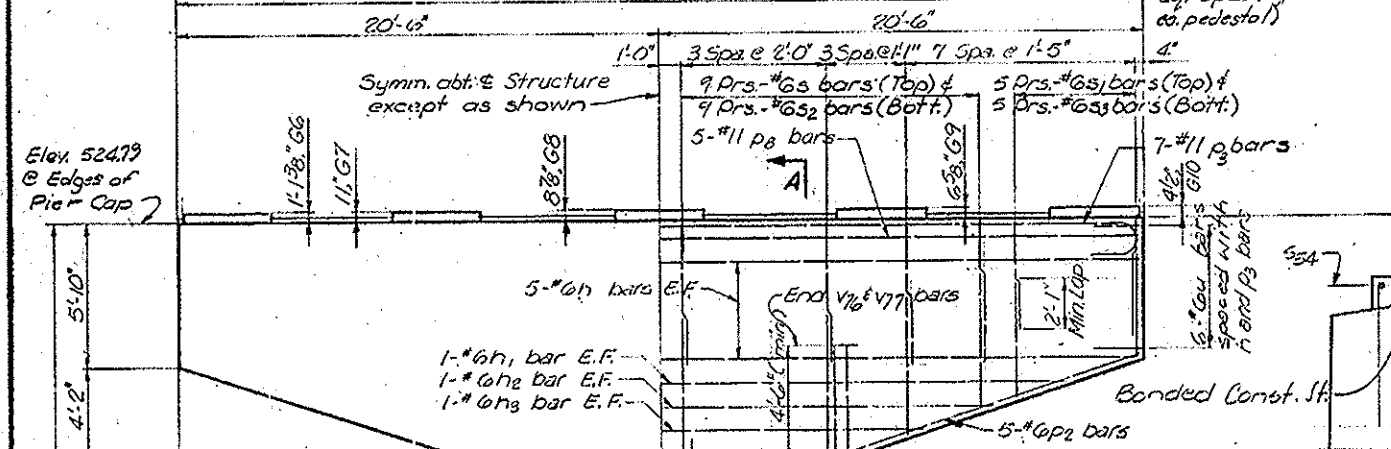 ea. pedestal)
20'-6"
20'-6"
1'-0"
3 Spa. @ 2'-0"
3 Spa. @ 1'-1"
7 Spa. @ 1'-5"
4"
Symm. abt. ℄ Structure
except as shown
9 Prs.-#6s bars (Top) &
9 Prs.-#6s2 bars (Bott.)
5 Prs.-#6s1 bars (Top) &
5 Prs.-#6s3 bars (Bott.)
5-#11 p8 bars
7-#11 p3 bars
Elev. 524.79
@ Edges of
Pier Cap
1'-1 3/8", G6
11", G7
8 7/8", G8
6 5/8", G9
4 1/2", G10
A
5'-10"
4'-2"
5-#6h bars E.F.
End v76 & v77 bars
4'-6" (min)
2'-1"
Min. Lap
6-#6u bars
spaced with
h and p3 bars
S54
1-#6h1 bar E.F.
1-#6h2 bar E.F.
1-#6h3 bar E.F.
Bonded Const. Jt.
5-#6p2 bars